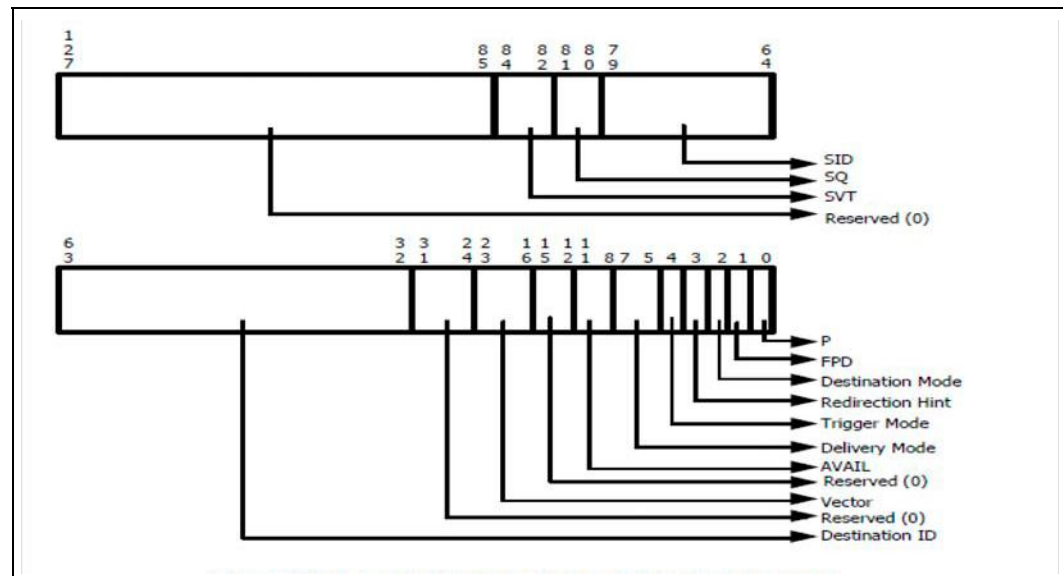 127 85 84 82 81 80 79 64
SID
SQ
SVT
Reserved (0)
63 32 31 24 23 16 15 12 11 8 7 5 4 3 2 1 0
P
FPD
Destination Mode
Redirection Hint
Trigger Mode
Delivery Mode
AVAIL
Reserved (0)
Vector
Reserved (0)
Destination ID